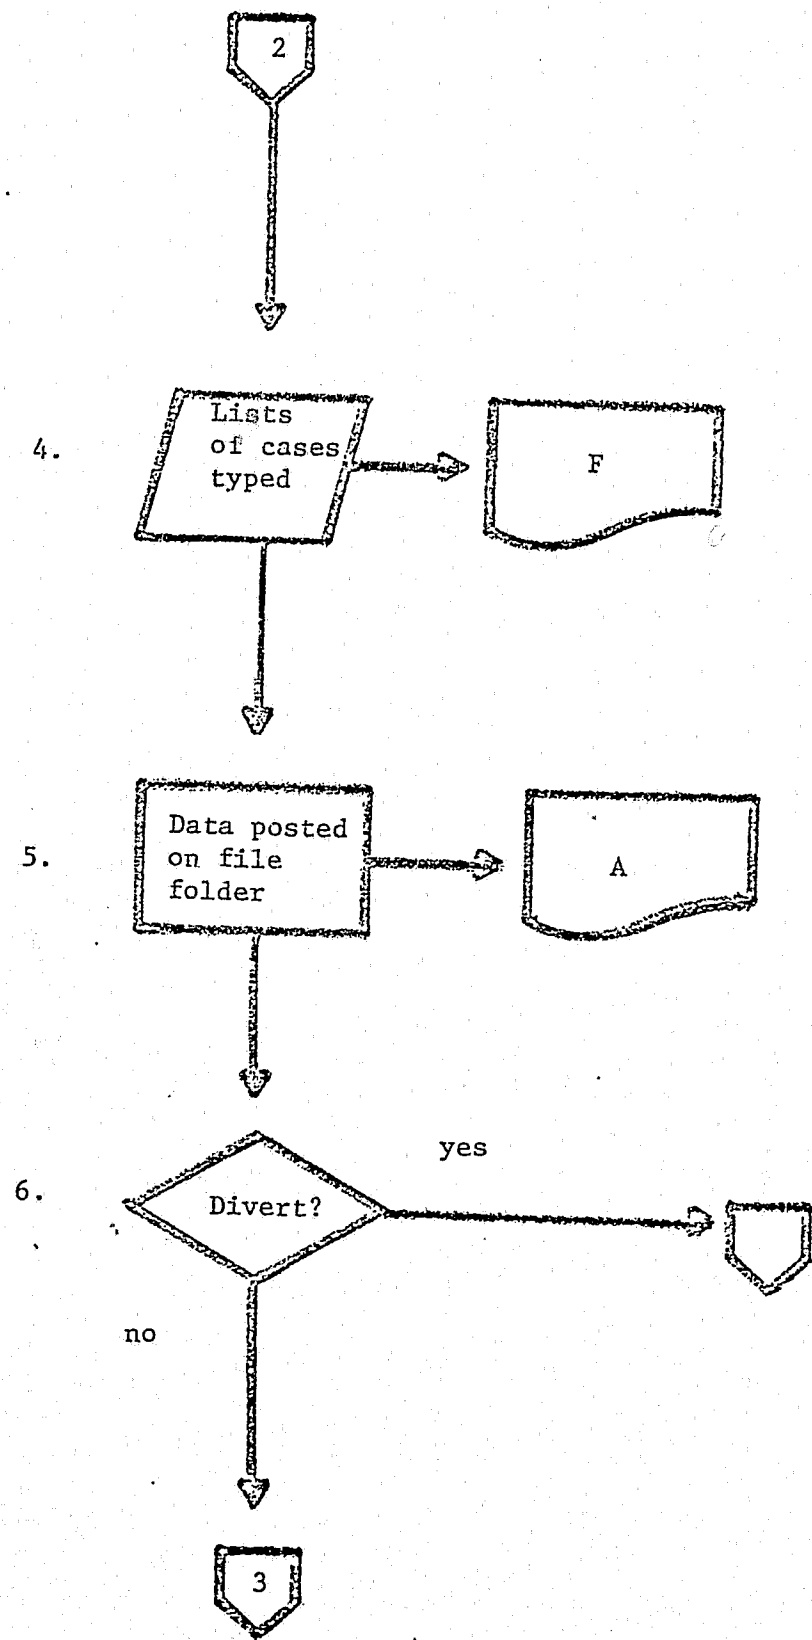 2
4.
Lists
of cases
typed
F
5.
Data posted
on file
folder
A
6.
Divert?
yes
no
3